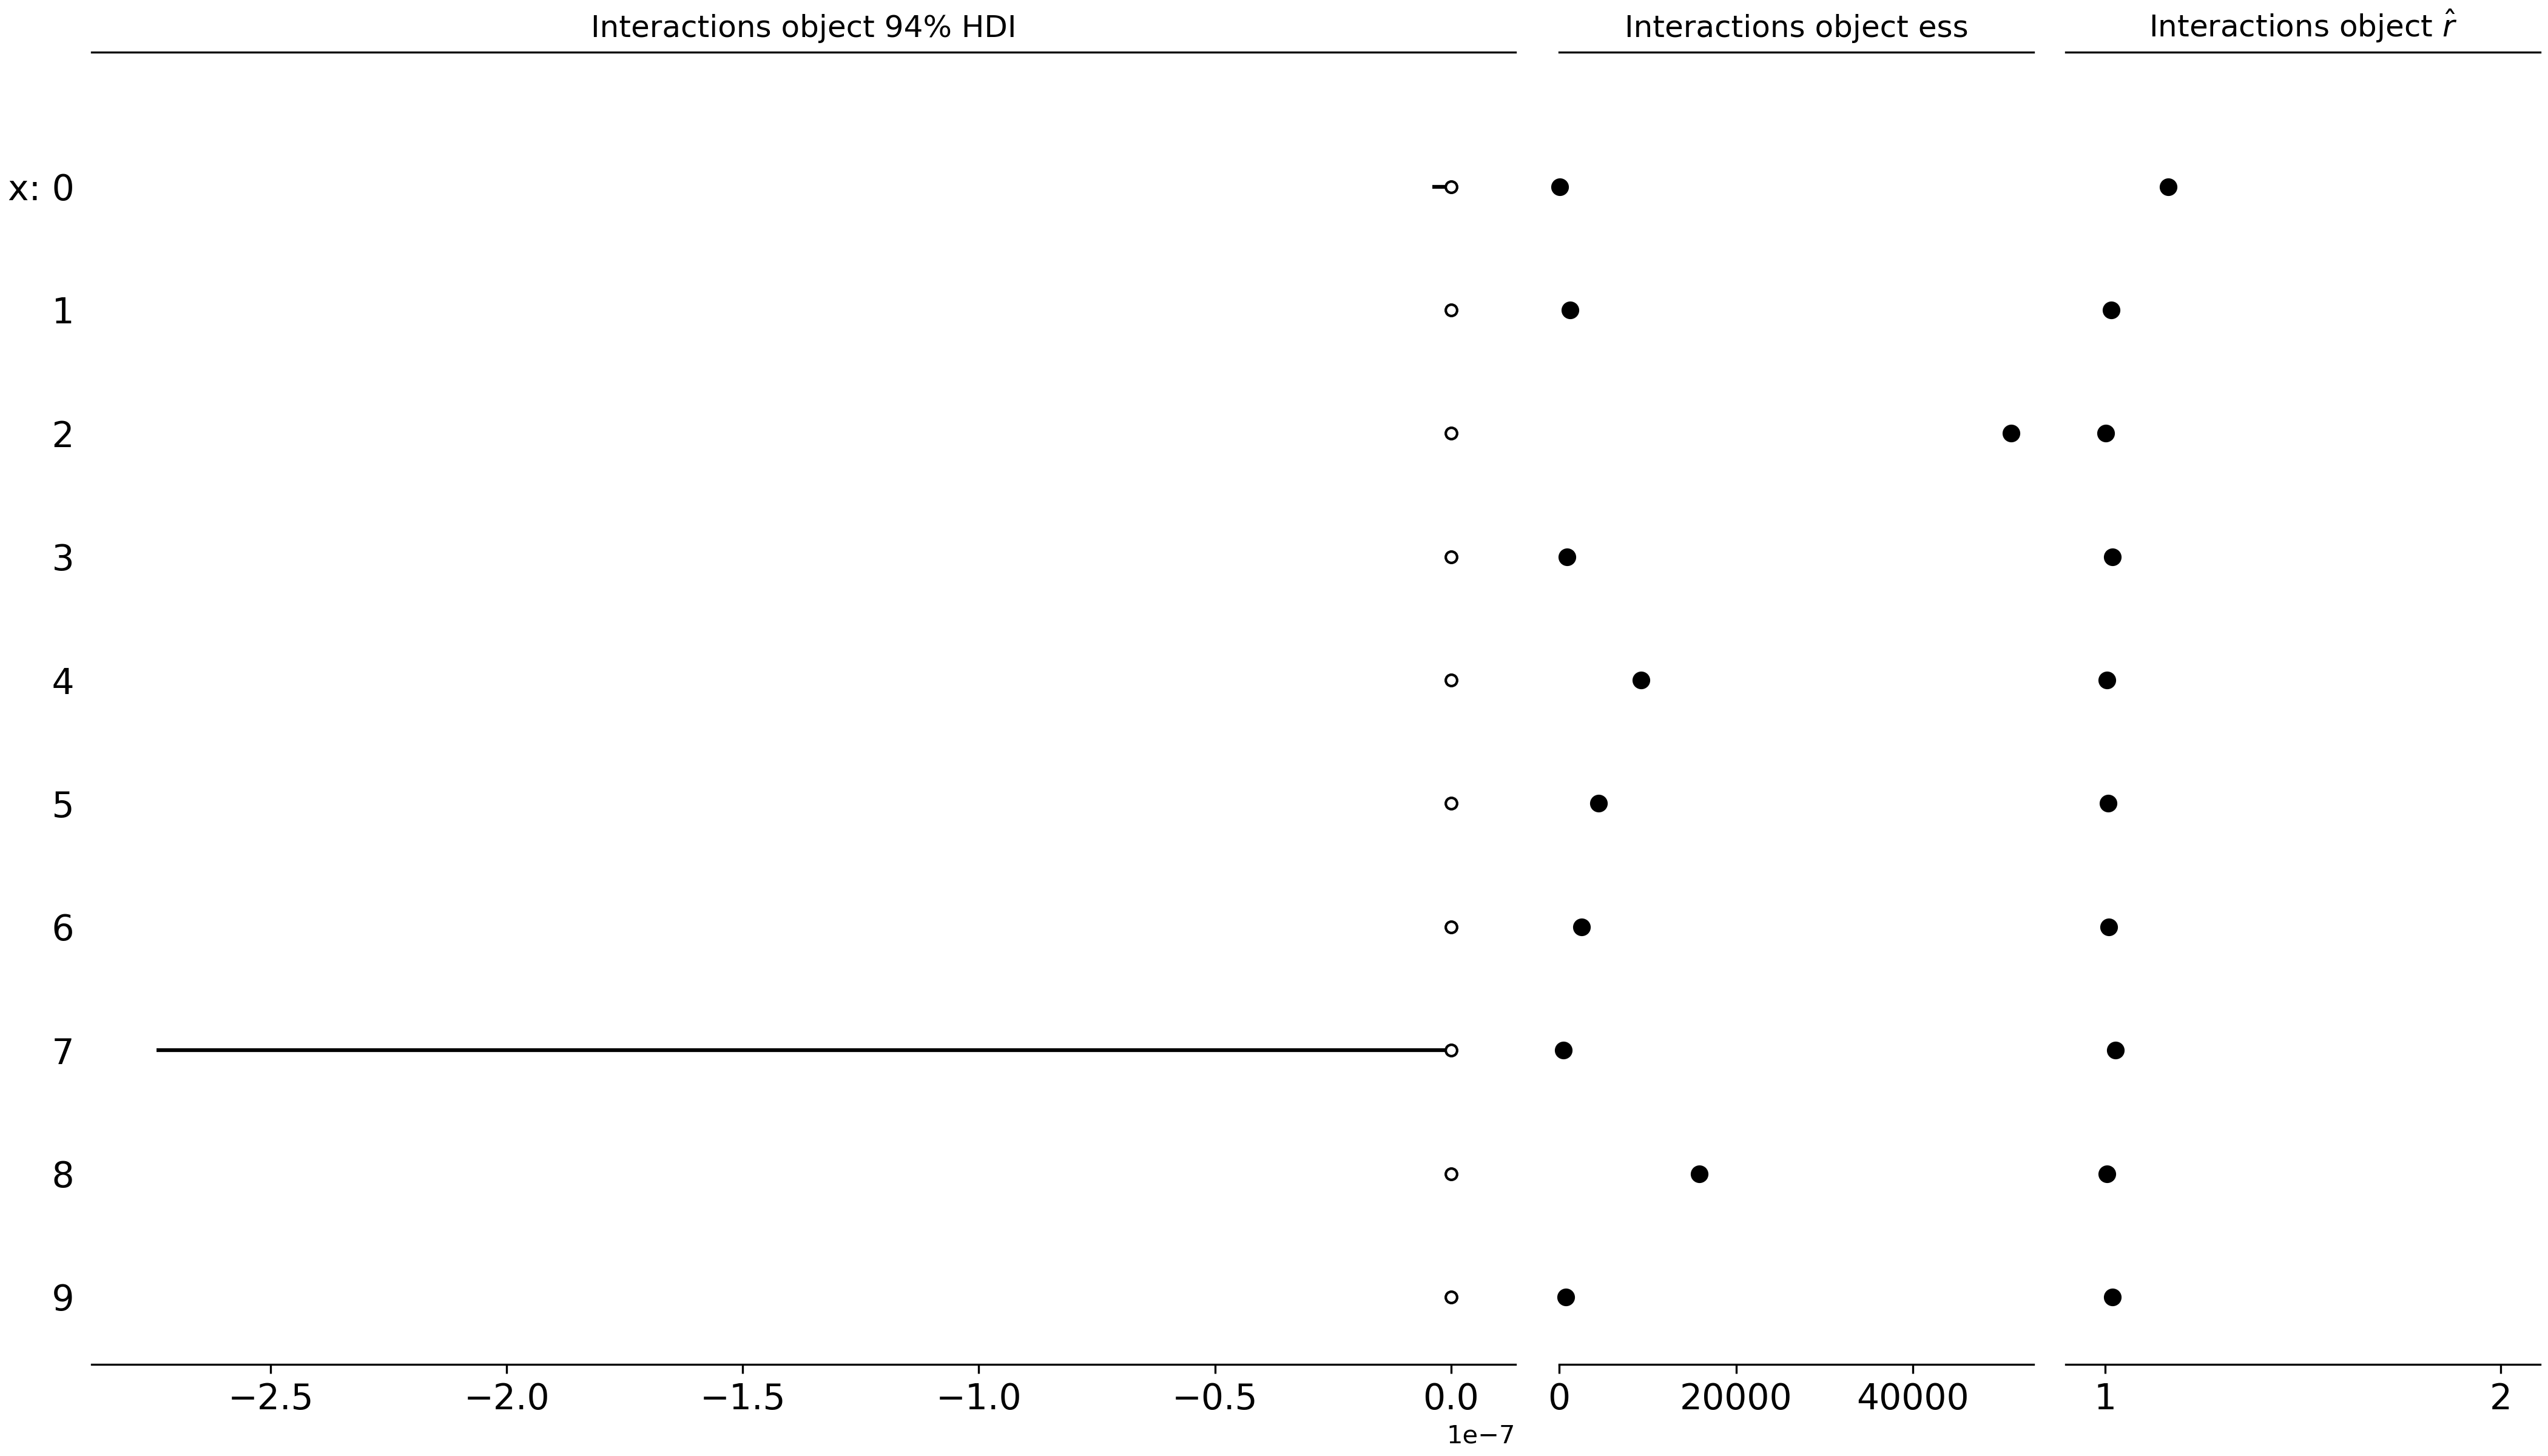 Interactions object 94% HDI Interactions object ess Interactions object r̂
x: 0
1
2
3
4
5
6
7
8
9
−2.5 −2.0 −1.5 −1.0 −0.5 0.0 0 20000 40000 1 2
1e−7